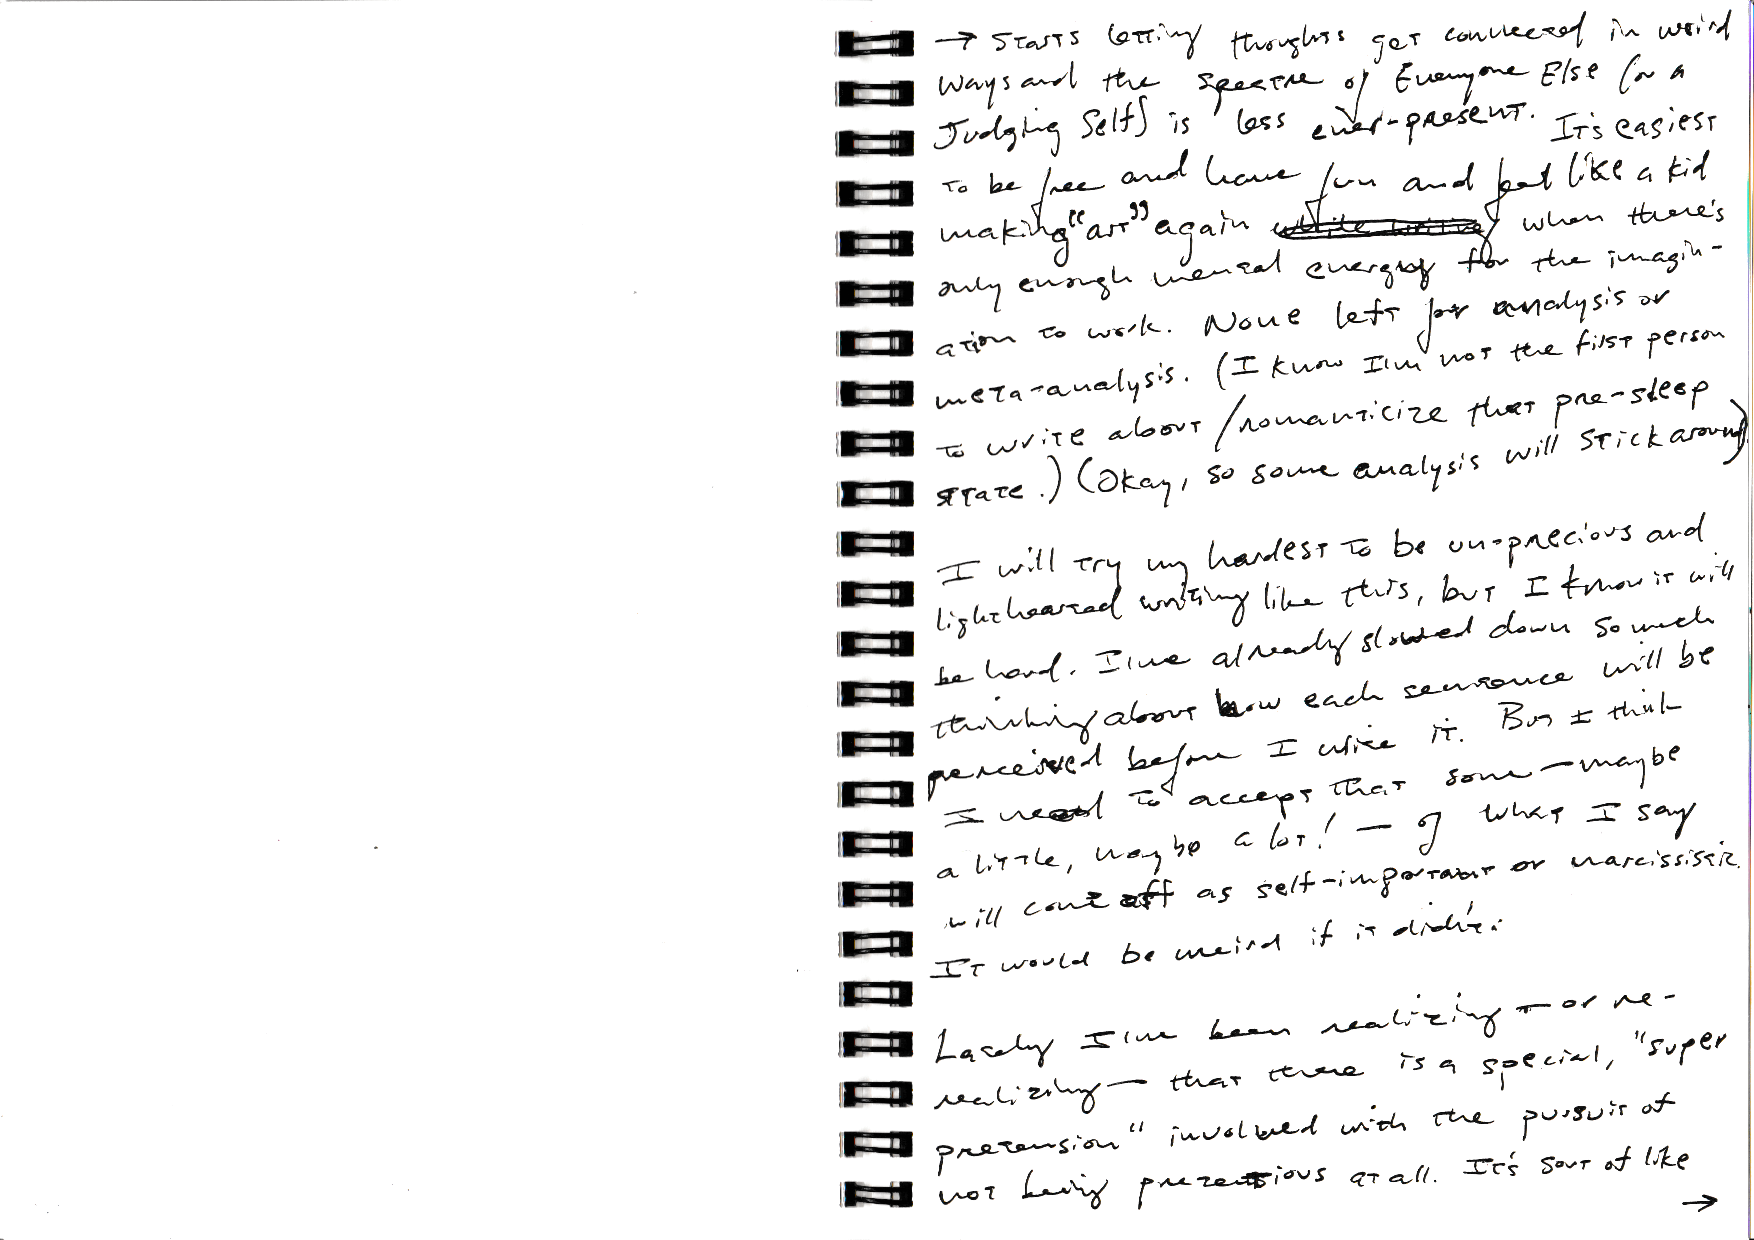 → Starts letting thoughts get connected in weird
ways and the spectre of Everyone Else (or a
Judging Self) is less ever-present. It's easiest
to be free and have fun and feel like a kid
making "art" again while writing when there's
only enough mental energy for the imagin-
ation to work. None left for analysis or
meta-analysis. (I know I'm not the first person
to write about/romanticize that pre-sleep
state.) (Okay, so some analysis will stick around)
I will try my hardest to be un-precious and
lighthearted writing like this, but I know it will
be hard. I've already slowed down so much
thinking about how each sentence will be
perceived before I write it. But I think
I need to accept that some — maybe
a little, maybe a lot! — of what I say
will come off as self-important or narcissistic.
It would be weird if it didn't.
Lately I've been realizing — or re-
realizing — that there is a special, "super
pretension" involved with the pursuit of
not being pretentious at all. It's sort of like
→